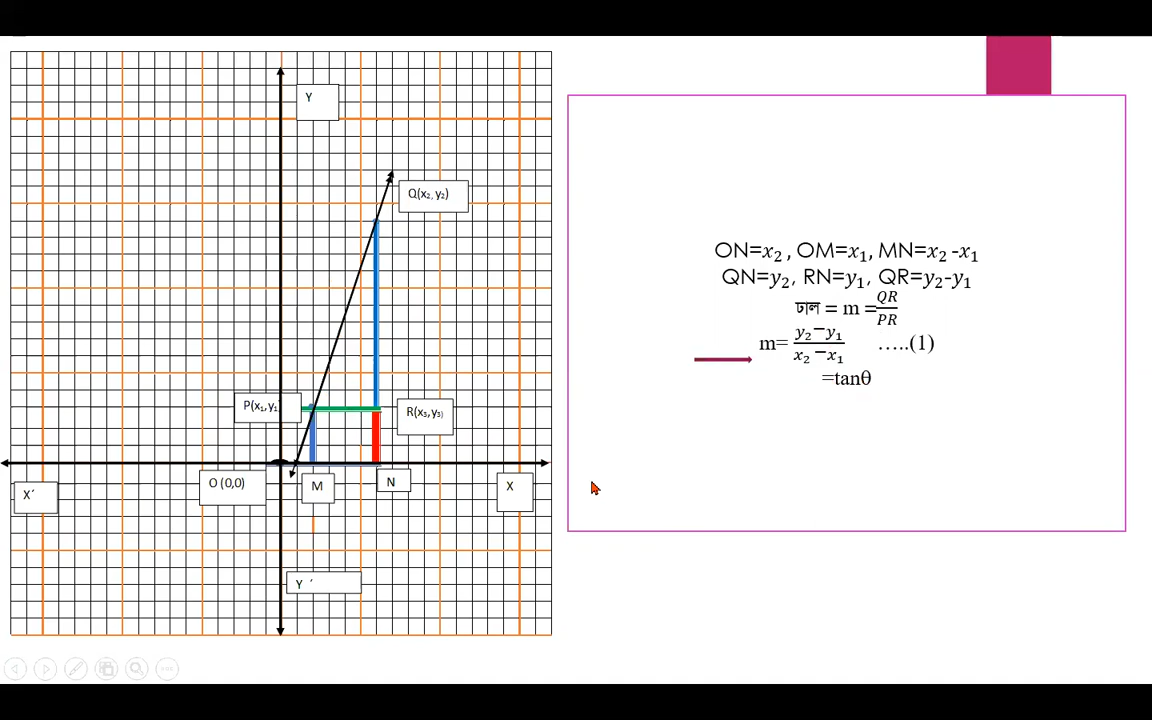 Y
Q(x₂, y₂)
P(x₁,y₁)
R(x₃,y₃)
O (0,0)
M
N
X
X´
Y ´
ON=x₂ , OM=x₁, MN=x₂ -x₁
QN=y₂, RN=y₁, QR=y₂-y₁
ঢাল = m =QR/PR
m= y₂−y₁/x₂ −x₁ …..(1)
=tanθ